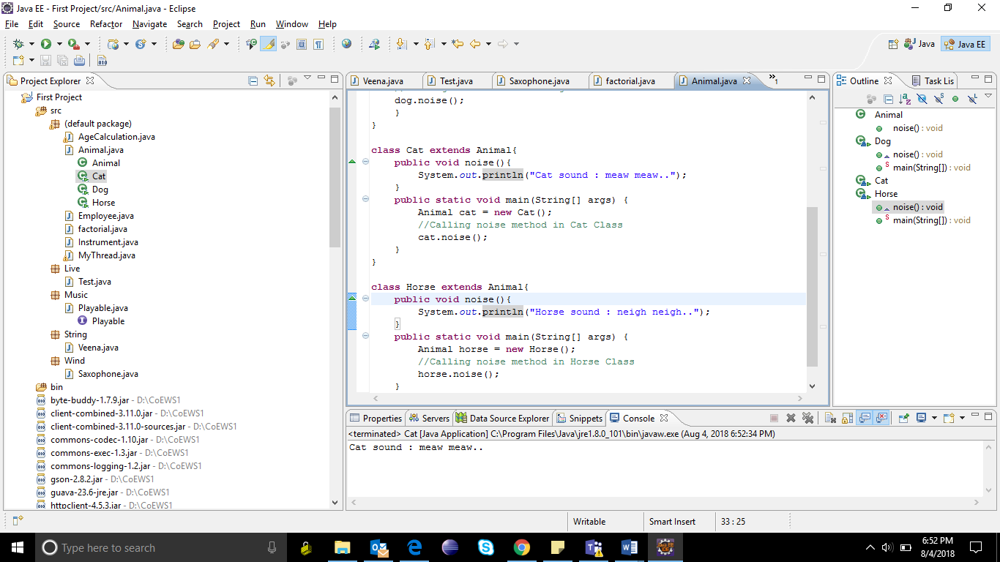 Java EE - First Project/src/Animal.java - Eclipse
File Edit Source Refactor Navigate Search Project Run Window Help
Java Java EE
Project Explorer
First Project
src
(default package)
AgeCalculation.java
Animal.java
Animal
Cat
Dog
Horse
Employee.java
factorial.java
Instrument.java
MyThread.java
Live
Test.java
Music
Playable.java
Playable
String
Veena.java
Wind
Saxophone.java
bin
byte-buddy-1.7.9.jar - D:\CoEWS1
client-combined-3.11.0.jar - D:\CoEWS1
client-combined-3.11.0-sources.jar - D:\CoEWS1
commons-codec-1.10.jar - D:\CoEWS1
commons-exec-1.3.jar - D:\CoEWS1
commons-logging-1.2.jar - D:\CoEWS1
gson-2.8.2.jar - D:\CoEWS1
guava-23.6-jre.jar - D:\CoEWS1
httpclient-4.5.3.jar - D:\CoEWS1
Veena.java Test.java Saxophone.java factorial.java Animal.java »1
dog.noise();
}
}
class Cat extends Animal{
public void noise(){
System.out.println("Cat sound : meaw meaw..");
}
public static void main(String[] args) {
Animal cat = new Cat();
//Calling noise method in Cat Class
cat.noise();
}
}
class Horse extends Animal{
public void noise(){
System.out.println("Horse sound : neigh neigh..");
}
public static void main(String[] args) {
Animal horse = new Horse();
//Calling noise method in Horse Class
horse.noise();
}
Outline Task Lis
Animal
noise() : void
Dog
noise() : void
main(String[]) : void
Cat
Horse
noise() : void
main(String[]) : void
Properties Servers Data Source Explorer Snippets Console
<terminated> Cat [Java Application] C:\Program Files\Java\jre1.8.0_101\bin\javaw.exe (Aug 4, 2018 6:52:34 PM)
Cat sound : meaw meaw..
Writable Smart Insert 33 : 25
Type here to search
6:52 PM
8/4/2018